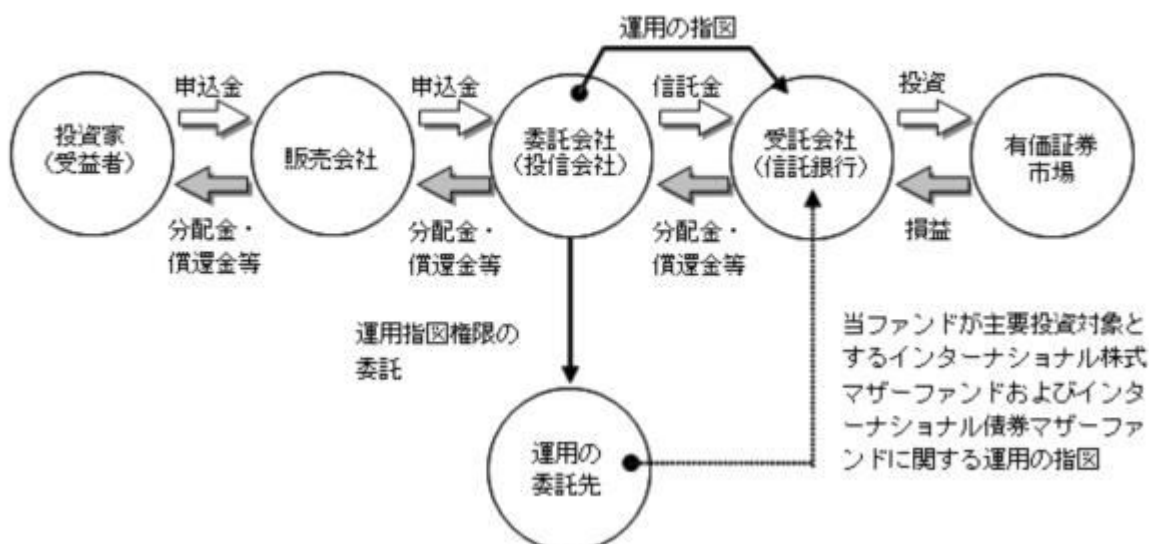 運用の指図
申込金
申込金
信託金
投資
投資家
(受益者)
販売会社
委託会社
(投信会社)
受託会社
(信託銀行)
有価証券
市場
分配金・
償還金等
分配金・
償還金等
分配金・
償還金等
損益
運用指図権限の
委託
当ファンドが主要投資対象と
するインターナショナル株式
マザーファンドおよびインタ
ーナショナル債券マザーファ
ンドに関する運用の指図
運用の
委託先